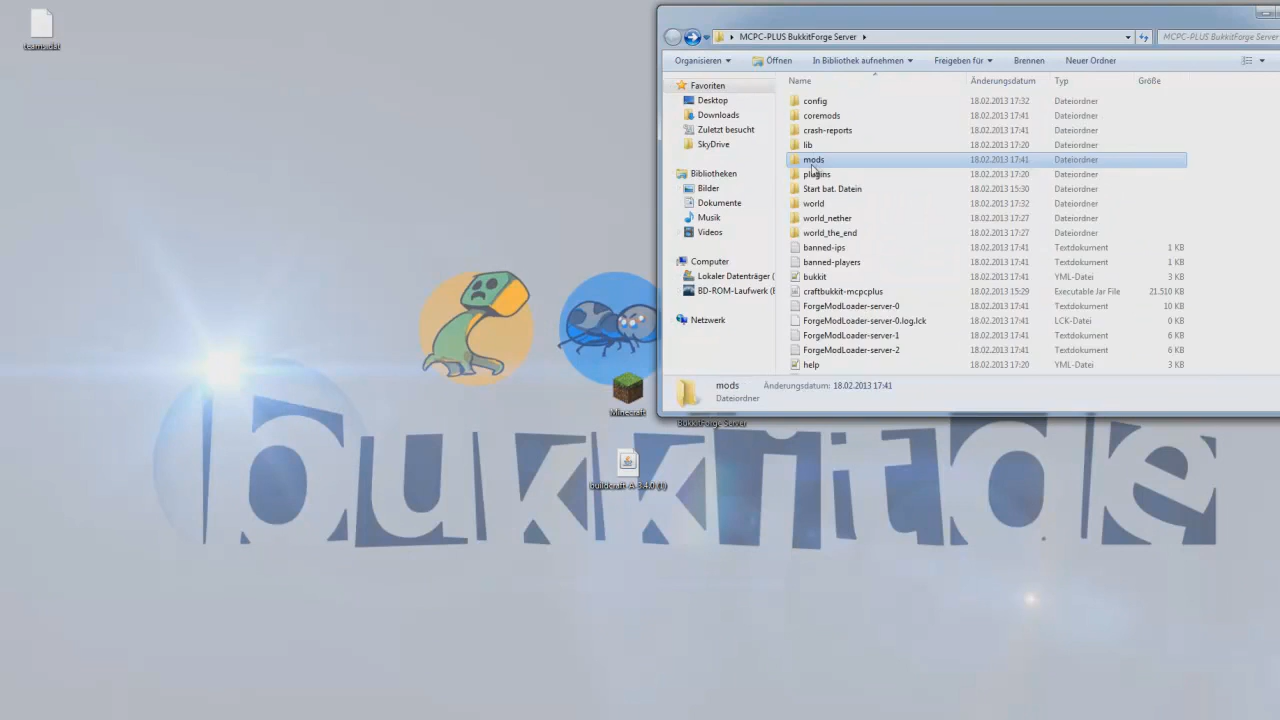 teams.dat
MCPC-PLUS BukkitForge Server
MCPC-PLUS BukkitForge Server
Organisieren
Öffnen
In Bibliothek aufnehmen
Freigeben für
Brennen
Neuer Ordner
Favoriten
Desktop
Downloads
Zuletzt besucht
SkyDrive
Bibliotheken
Bilder
Dokumente
Musik
Videos
Computer
Lokaler Datenträger (
BD-ROM-Laufwerk (E
Netzwerk
Name Änderungsdatum Typ Größe
config 18.02.2013 17:32 Dateiordner
coremods 18.02.2013 17:41 Dateiordner
crash-reports 18.02.2013 17:41 Dateiordner
lib 18.02.2013 17:20 Dateiordner
mods 18.02.2013 17:41 Dateiordner
plugins 18.02.2013 17:20 Dateiordner
Start bat. Datein 18.02.2013 15:30 Dateiordner
world 18.02.2013 17:32 Dateiordner
world_nether 18.02.2013 17:27 Dateiordner
world_the_end 18.02.2013 17:27 Dateiordner
banned-ips 18.02.2013 17:41 Textdokument 1 KB
banned-players 18.02.2013 17:41 Textdokument 1 KB
bukkit 18.02.2013 17:41 YML-Datei 3 KB
craftbukkit-mcpcplus 18.02.2013 15:29 Executable Jar File 21.510 KB
ForgeModLoader-server-0 18.02.2013 17:41 Textdokument 10 KB
ForgeModLoader-server-0.log.lck 18.02.2013 17:41 LCK-Datei 0 KB
ForgeModLoader-server-1 18.02.2013 17:41 Textdokument 6 KB
ForgeModLoader-server-2 18.02.2013 17:41 Textdokument 6 KB
help 18.02.2013 17:20 YML-Datei 3 KB
mods Änderungsdatum: 18.02.2013 17:41
Dateiordner
Minecraft
BukkitForge Server
buildcraft-A-3.4.0 (1)
bukkit.de